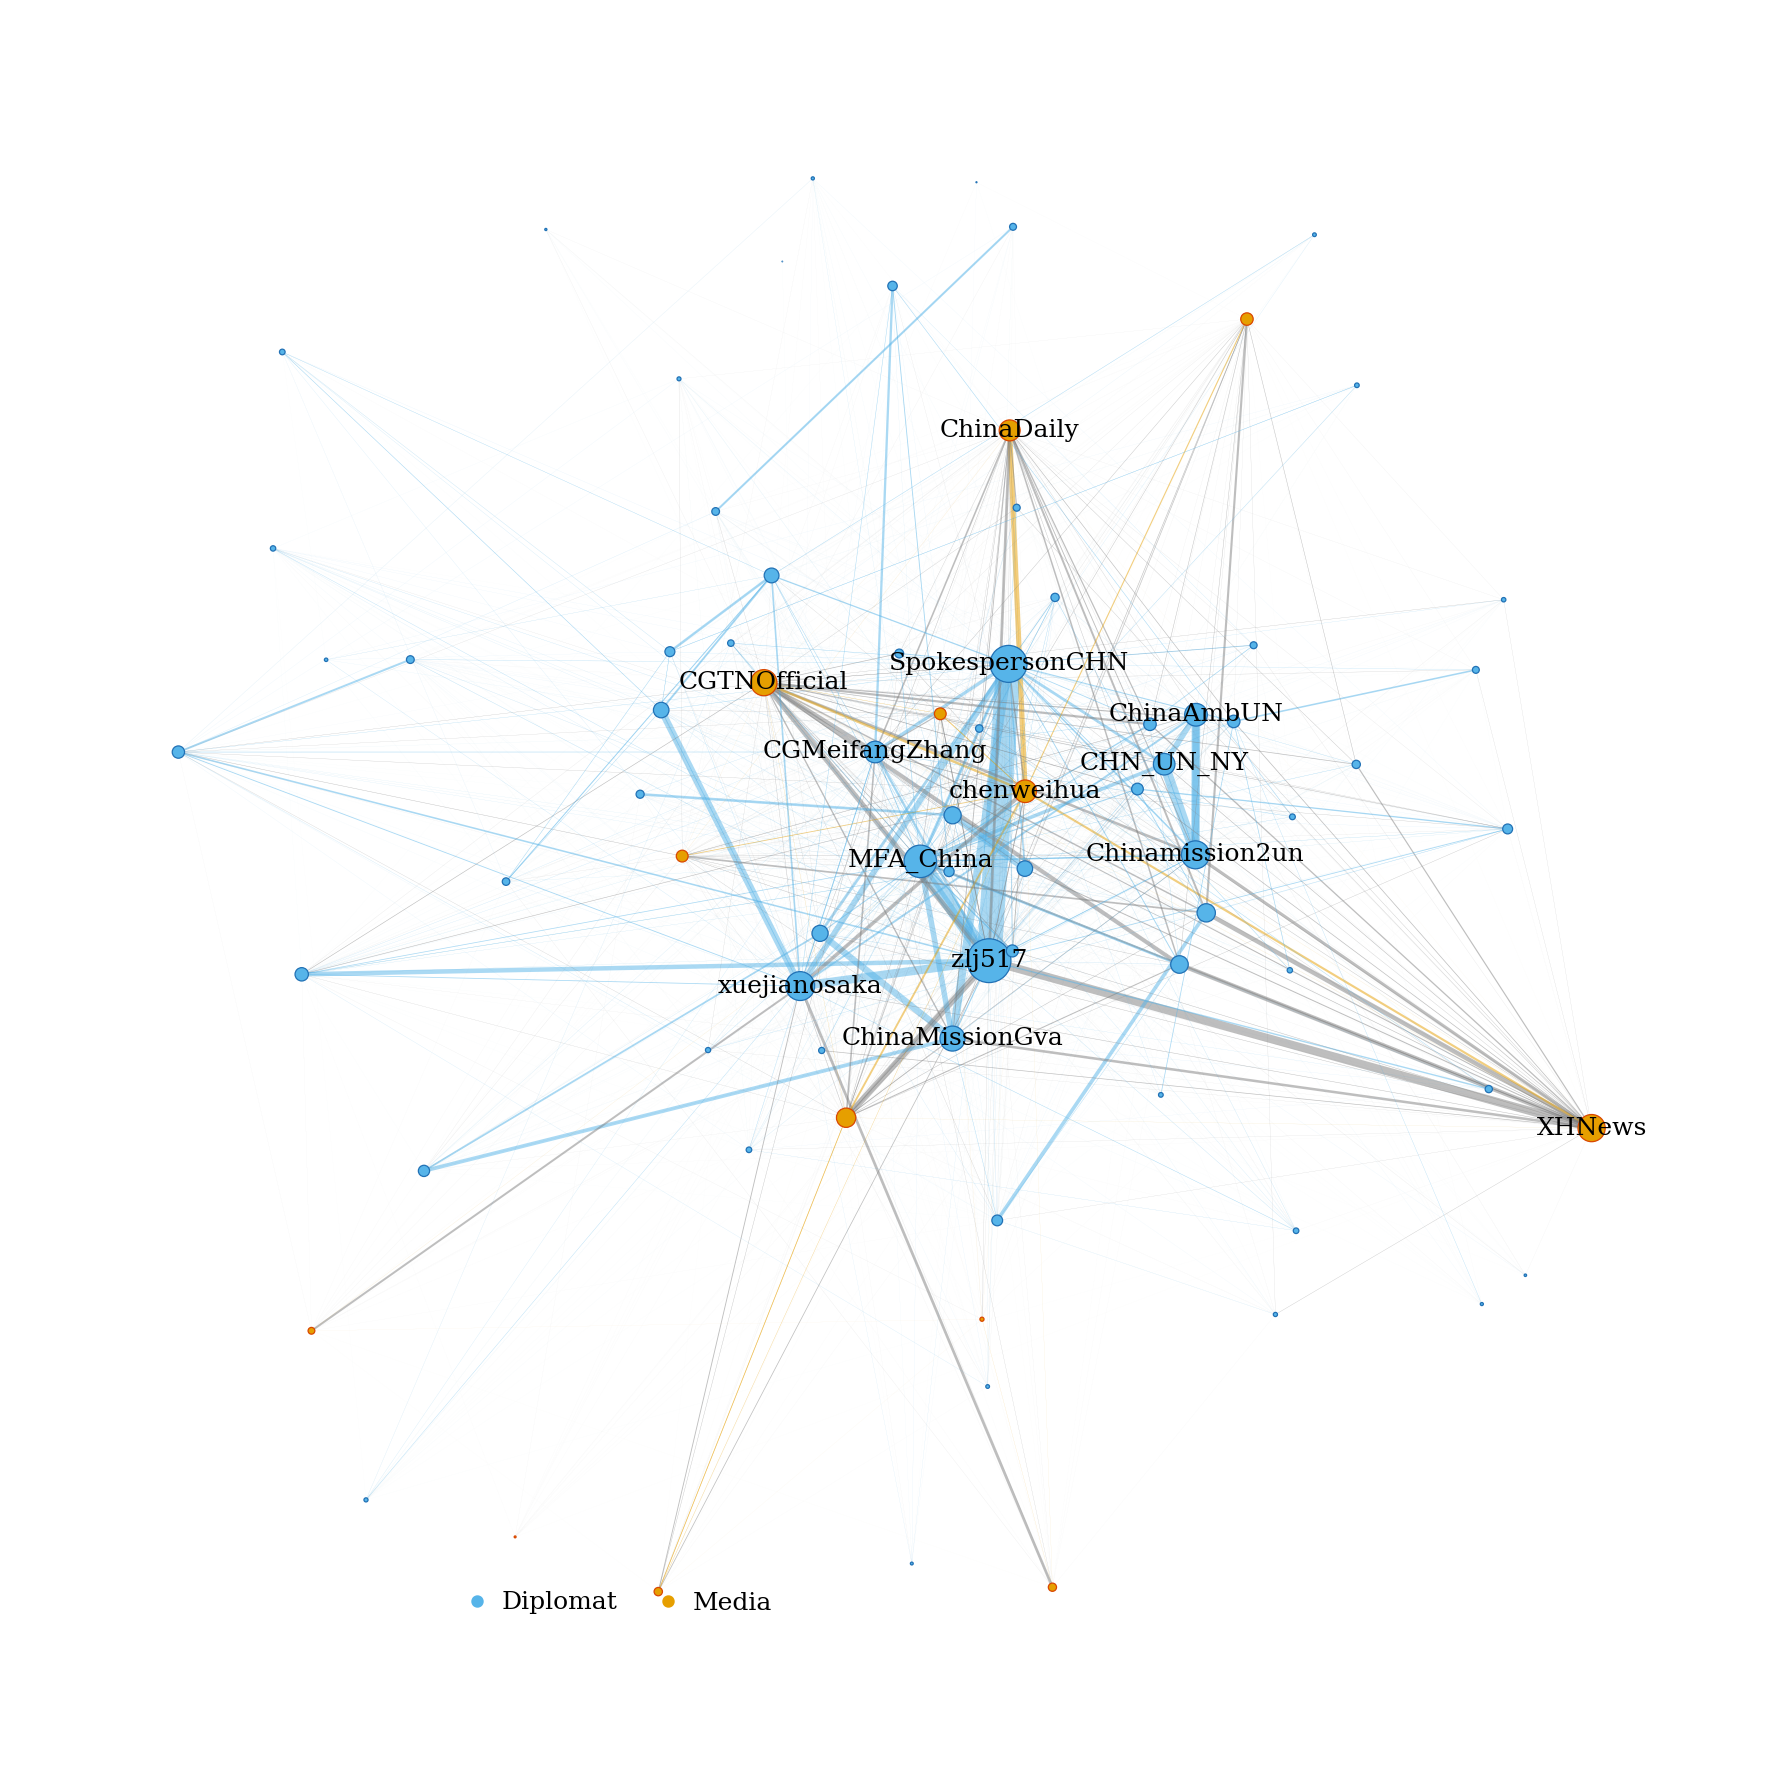 ChinaDaily
SpokespersonCHN
CGTNOfficial
ChinaAmbUN
CGMeifangZhang
CHN_UN_NY
chenweihua
MFA_China
Chinamission2un
zlj517
xuejianosaka
ChinaMissionGva
XHNews
Diplomat
Media